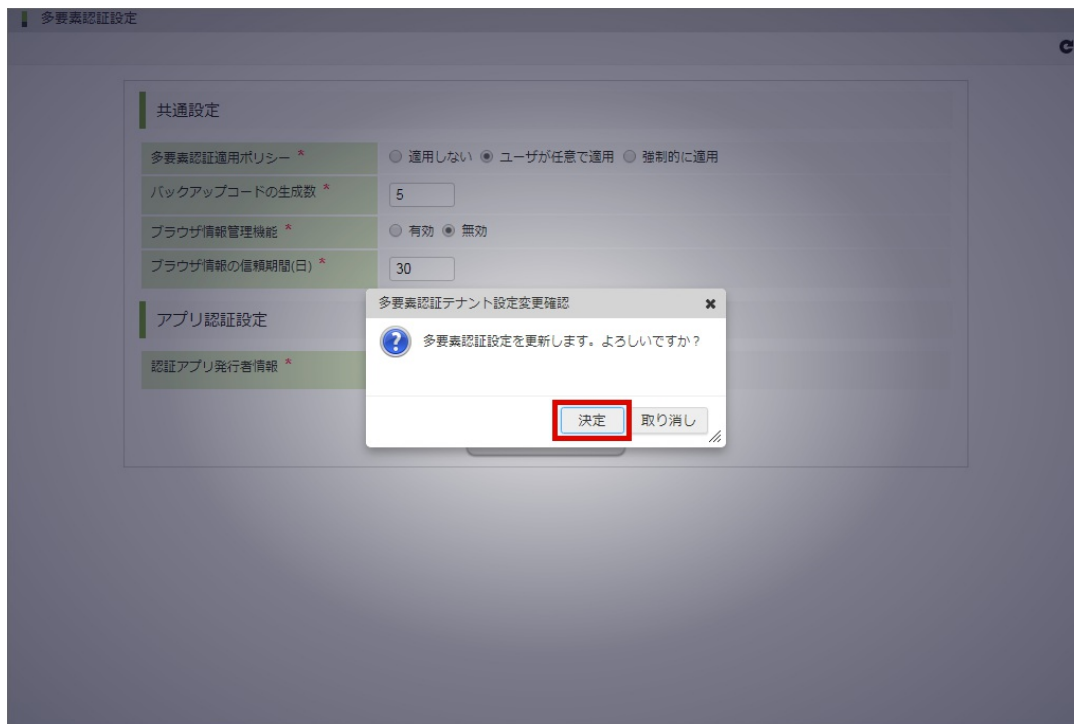 多要素認証設定
共通設定
多要素認証適用ポリシー *
適用しない ユーザが任意で適用 強制的に適用
バックアップコードの生成数 *
5
ブラウザ情報管理機能 *
有効 無効
ブラウザ情報の信頼期間(日) *
30
多要素認証テナント設定変更確認
アプリ認証設定
多要素認証設定を更新します。よろしいですか？
認証アプリ発行者情報 *
決定 取り消し